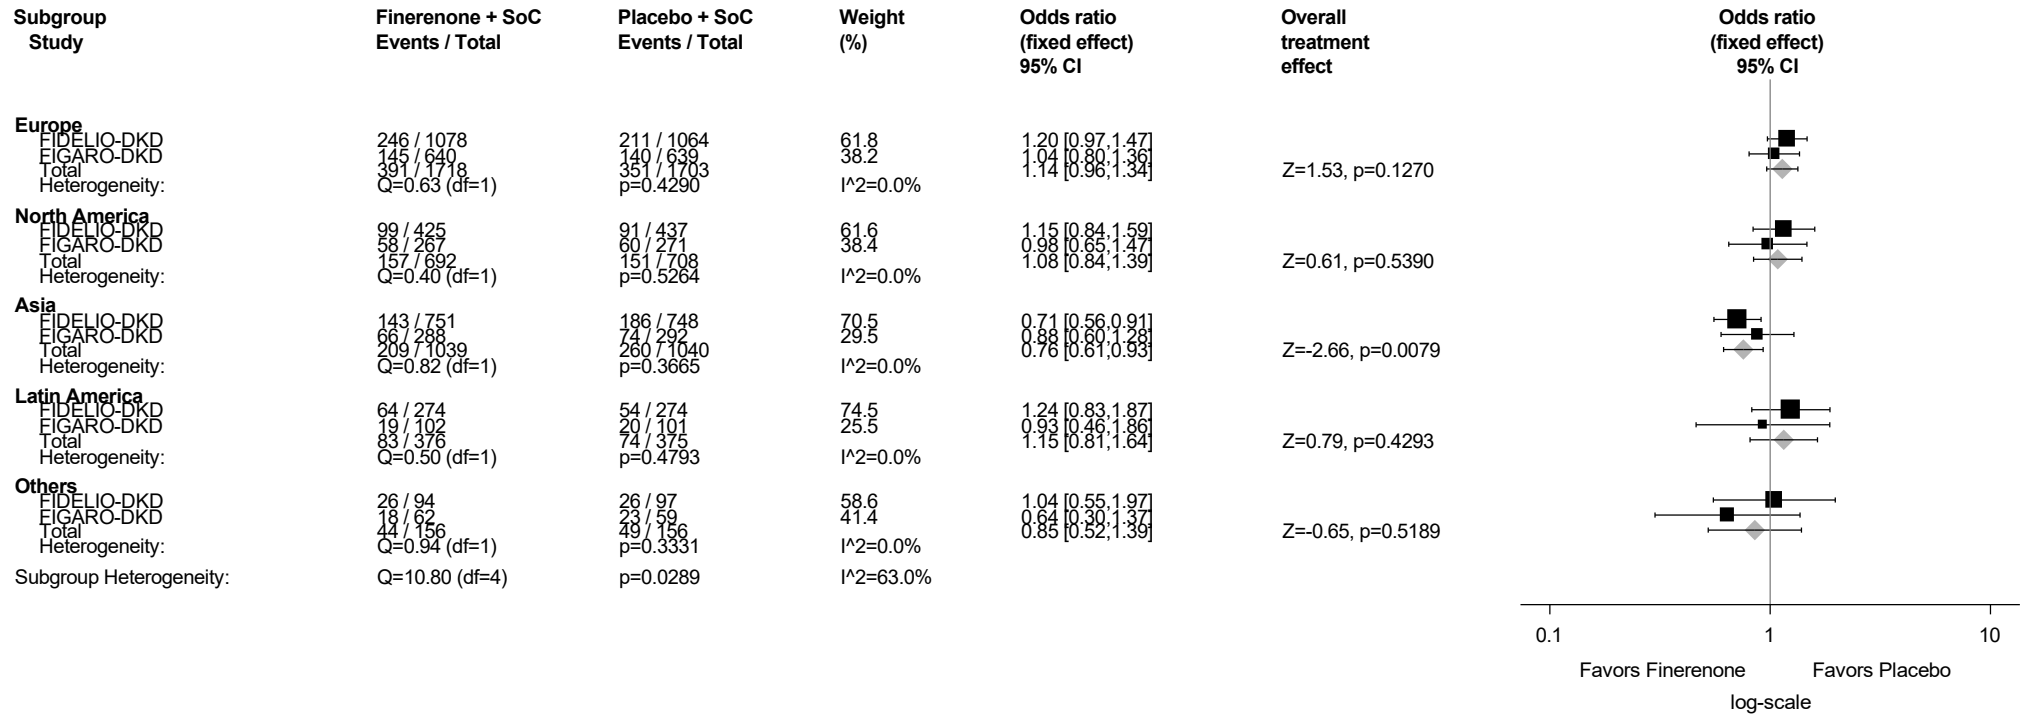 Subgroup Finerenone + SoC Placebo + SoC Weight Odds ratio Overall Odds ratio
Study Events / Total Events / Total (%) (fixed effect) treatment (fixed effect)
95% CI effect 95% CI
Europe
FIDELIO-DKD 246 / 1078 211 / 1064 61.8 1.20 [0.97,1.47]
FIGARO-DKD 145 / 640 140 / 639 38.2 1.04 [0.80,1.36]
Total 391 / 1718 351 / 1703 1.14 [0.96,1.34] Z=1.53, p=0.1270
Heterogeneity: Q=0.63 (df=1) p=0.4290 I^2=0.0%
North America
FIDELIO-DKD 99 / 425 91 / 437 61.6 1.15 [0.84,1.59]
FIGARO-DKD 58 / 267 60 / 271 38.4 0.98 [0.65,1.47]
Total 157 / 692 151 / 708 1.08 [0.84,1.39] Z=0.61, p=0.5390
Heterogeneity: Q=0.40 (df=1) p=0.5264 I^2=0.0%
Asia
FIDELIO-DKD 143 / 751 186 / 748 70.5 0.71 [0.56,0.91]
FIGARO-DKD 66 / 288 74 / 292 29.5 0.88 [0.60,1.28]
Total 209 / 1039 260 / 1040 0.76 [0.61,0.93] Z=-2.66, p=0.0079
Heterogeneity: Q=0.82 (df=1) p=0.3665 I^2=0.0%
Latin America
FIDELIO-DKD 64 / 274 54 / 274 74.5 1.24 [0.83,1.87]
FIGARO-DKD 19 / 102 20 / 101 25.5 0.93 [0.46,1.86]
Total 83 / 376 74 / 375 1.15 [0.81,1.64] Z=0.79, p=0.4293
Heterogeneity: Q=0.50 (df=1) p=0.4793 I^2=0.0%
Others
FIDELIO-DKD 26 / 94 26 / 97 58.6 1.04 [0.55,1.97]
FIGARO-DKD 18 / 62 23 / 59 41.4 0.64 [0.30,1.37]
Total 44 / 156 49 / 156 0.85 [0.52,1.39] Z=-0.65, p=0.5189
Heterogeneity: Q=0.94 (df=1) p=0.3331 I^2=0.0%
Subgroup Heterogeneity: Q=10.80 (df=4) p=0.0289 I^2=63.0%
0.1 1 10
Favors Finerenone Favors Placebo
log-scale